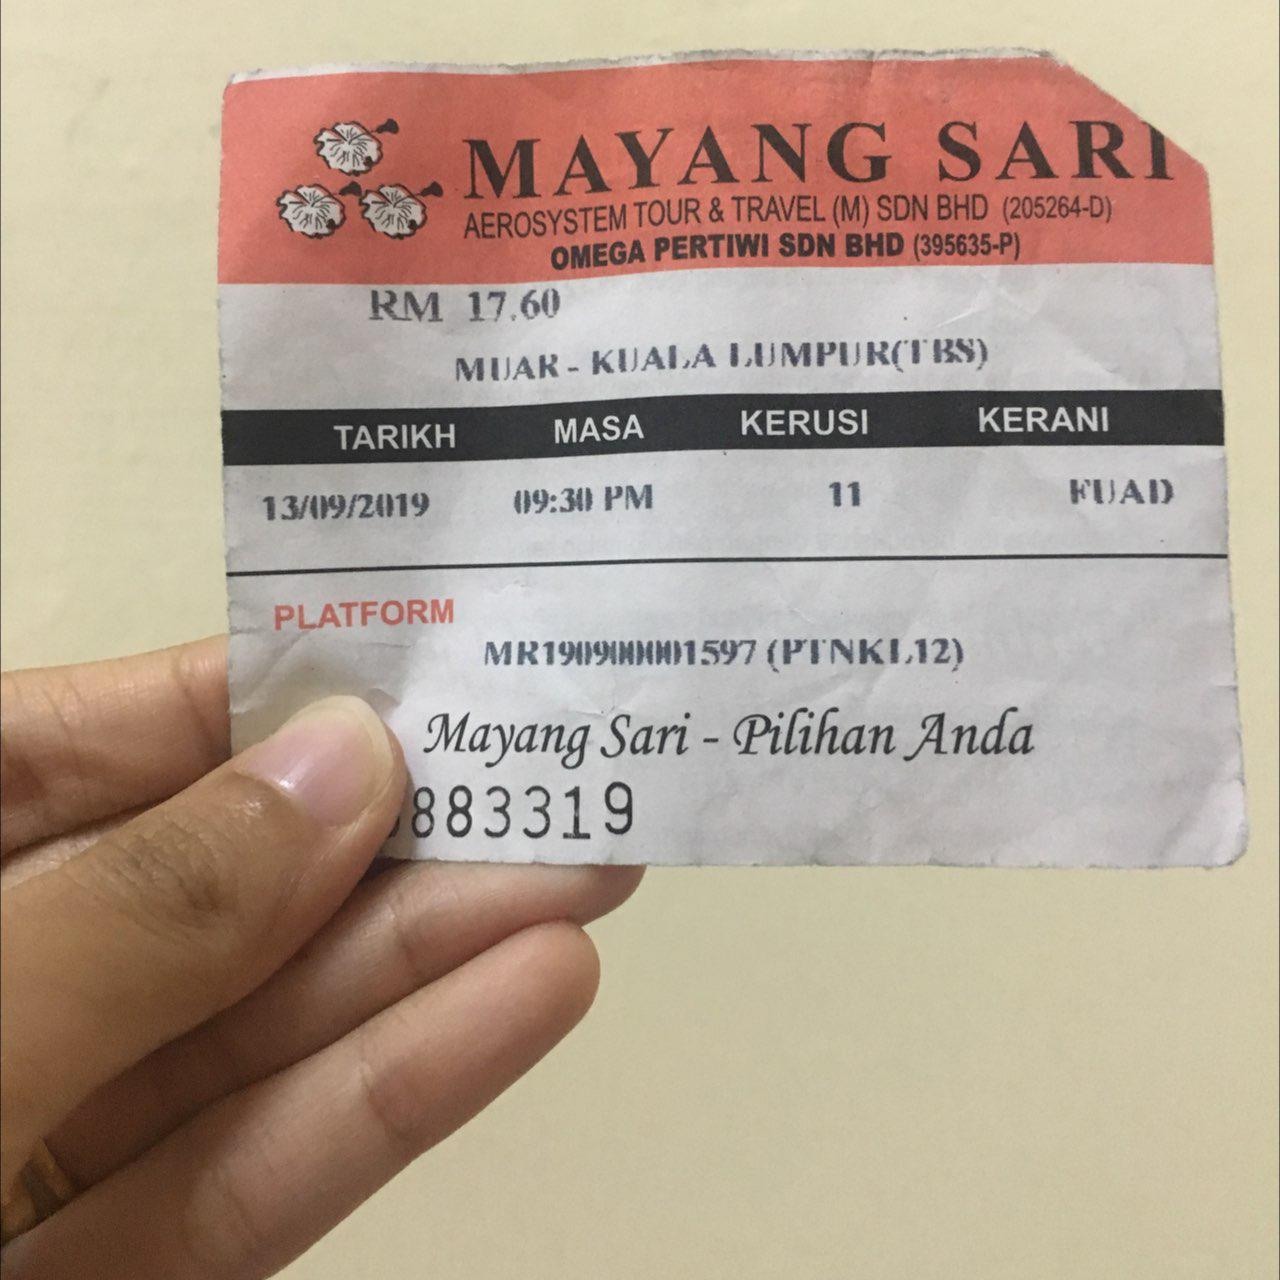 MAYANG SARI
AEROSYSTEM TOUR & TRAVEL (M) SDN BHD (205264-D)
OMEGA PERTIWI SDN BHD (395635-P)
RM 17.60
MUAR - KUALA LUMPUR(TBS)
TARIKH MASA KERUSI KERANI
13/09/2019 09:30 PM 11 FUAD
PLATFORM
MR190900001597 (PTNKL12)
Mayang Sari - Pilihan Anda
883319